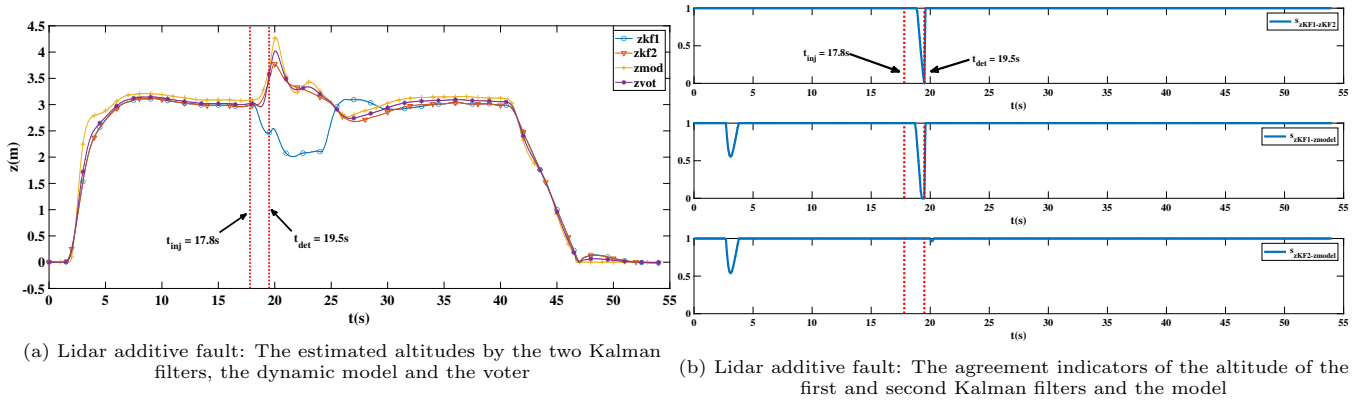 4.5
4
3.5
3
2.5
2
1.5
1
0.5
0
-0.5
z(m)
zkf1
zkf2
zmod
zvot
t_inj = 17.8s
t_det = 19.5s
0 5 10 15 20 25 30 35 40 45 50 55
t(s)
(a) Lidar additive fault: The estimated altitudes by the two Kalman
filters, the dynamic model and the voter
1
0.5
0
s_zKF1-zKF2
t_inj = 17.8s
t_det = 19.5s
0 5 10 15 20 25 30 35 40 45 50 55
t(s)
1
0.5
0
s_zKF1-zmodel
0 5 10 15 20 25 30 35 40 45 50 55
t(s)
1
0.5
0
s_zKF2-zmodel
0 5 10 15 20 25 30 35 40 45 50 55
t(s)
(b) Lidar additive fault: The agreement indicators of the altitude of the
first and second Kalman filters and the model